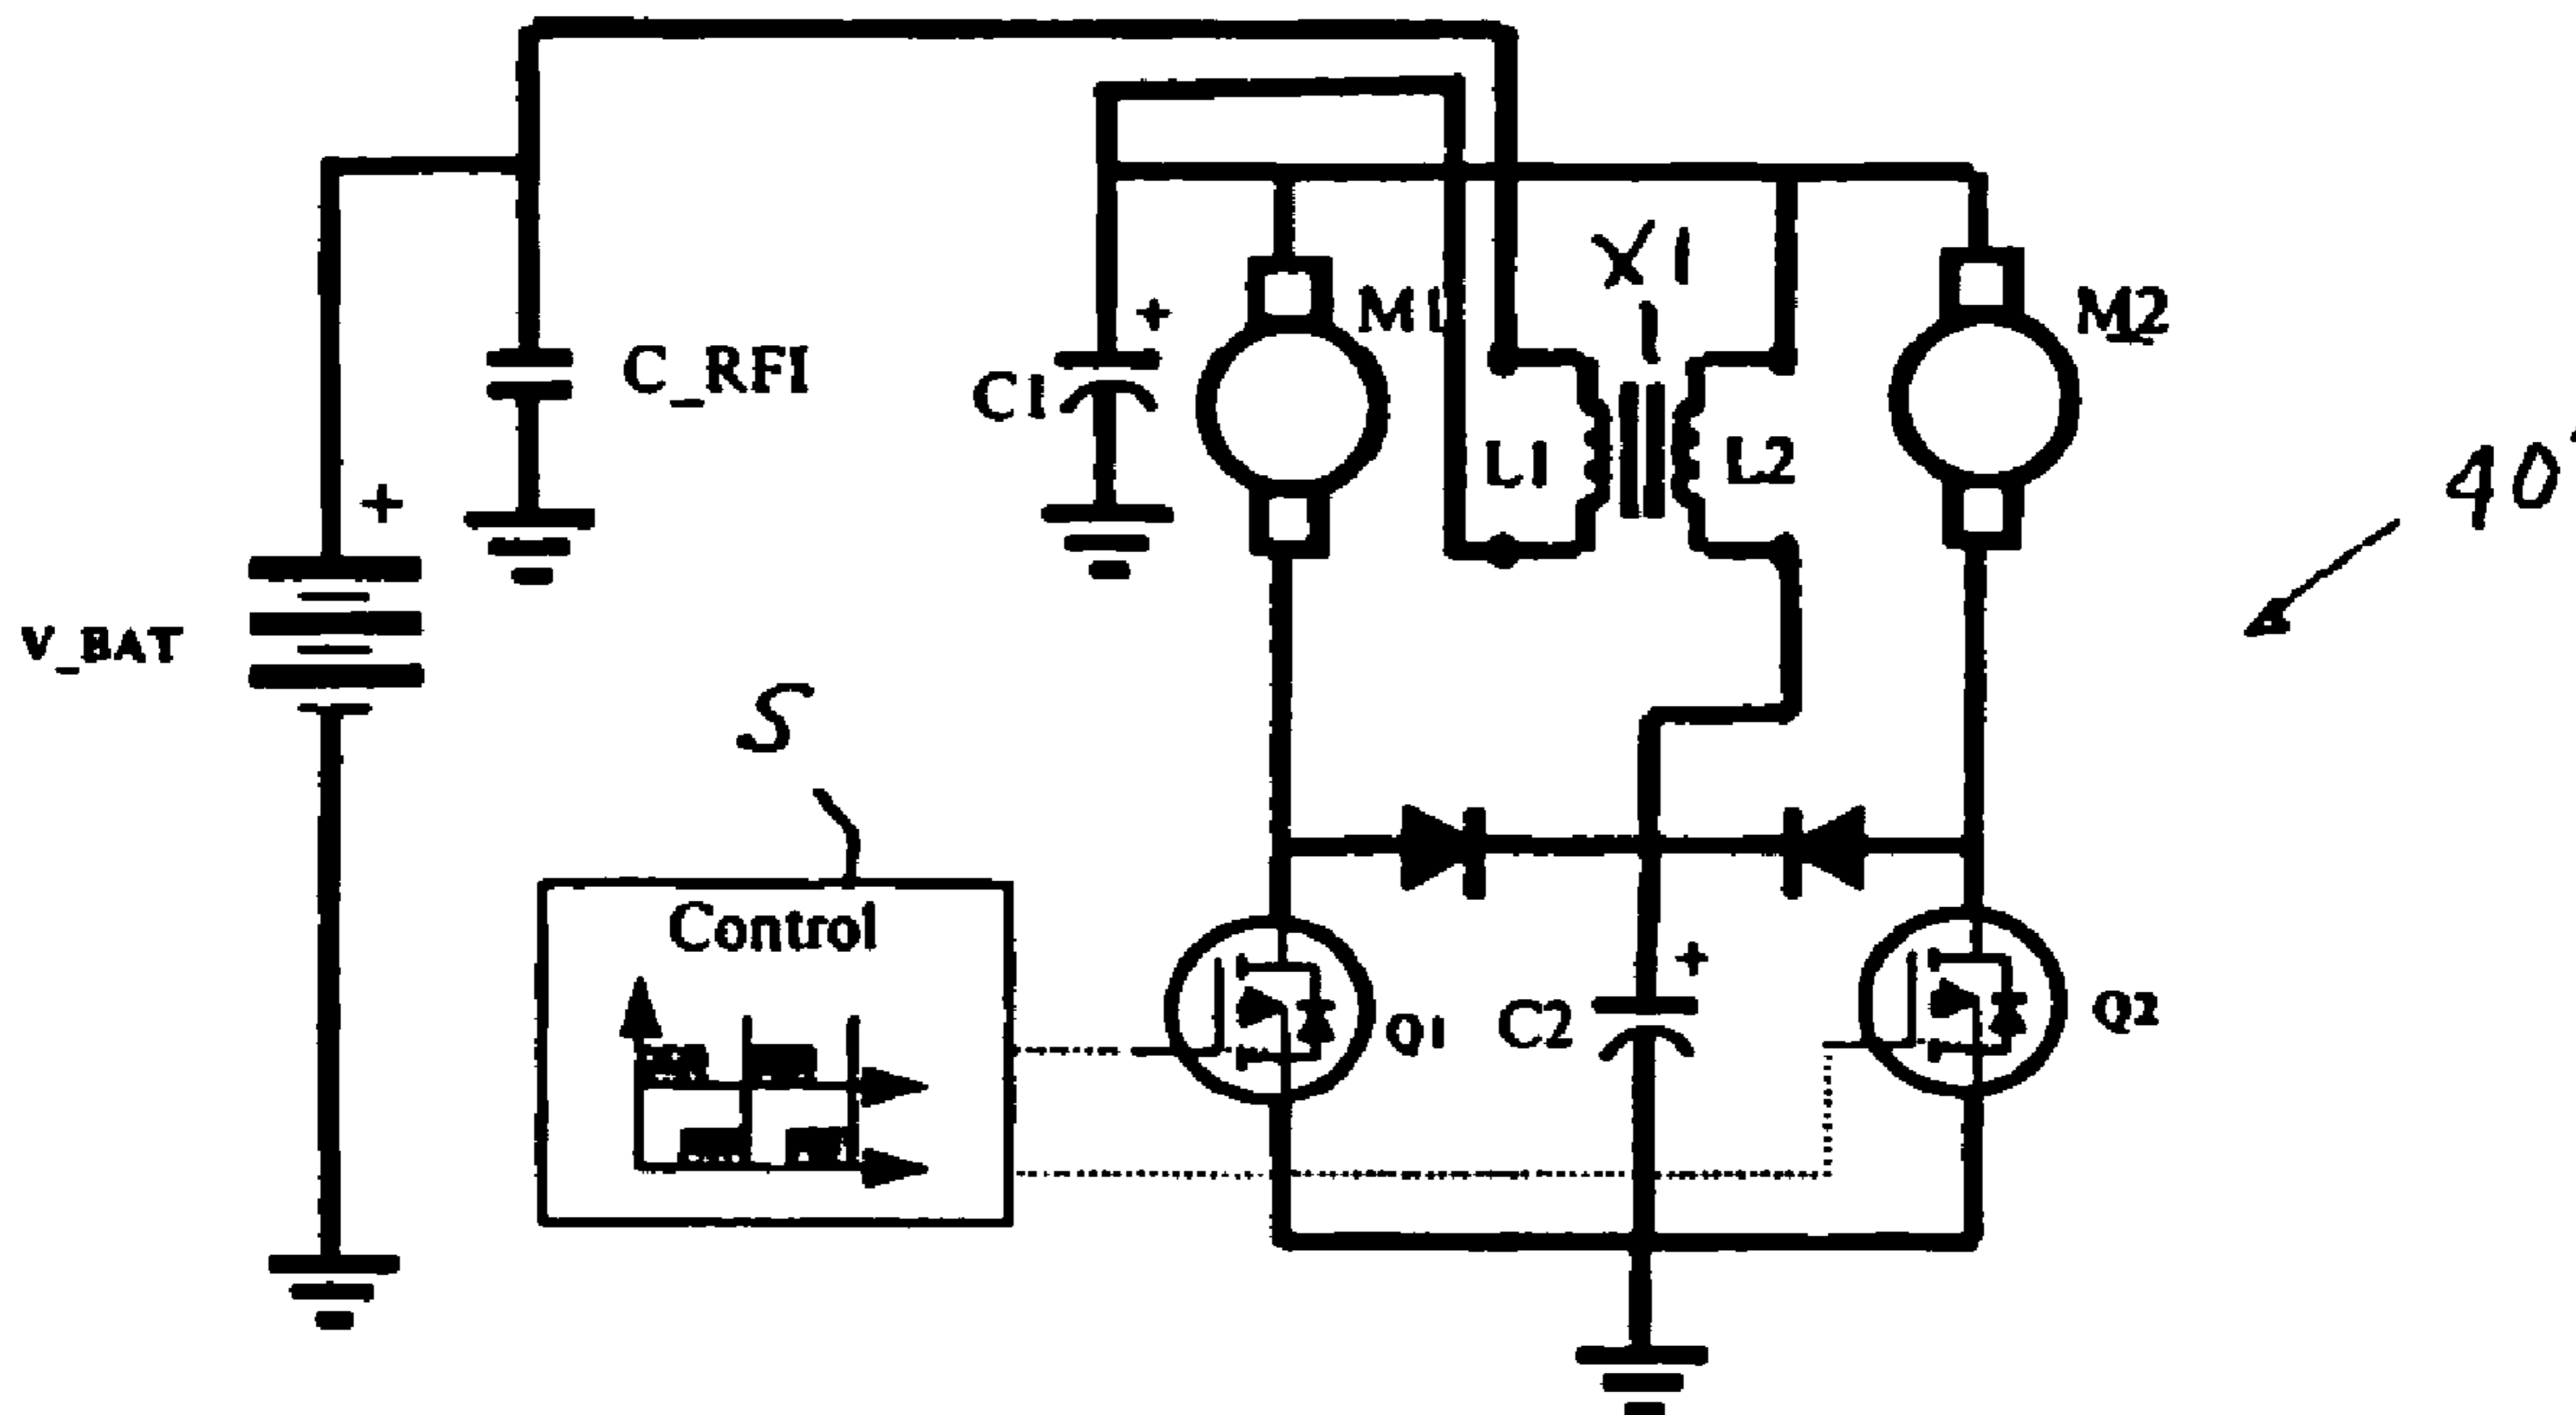 X1
M1
M2
+
C_RFI
C1
L1
L2
40'
+
V_BAT
S
Control
+
Q1
C2
Q2